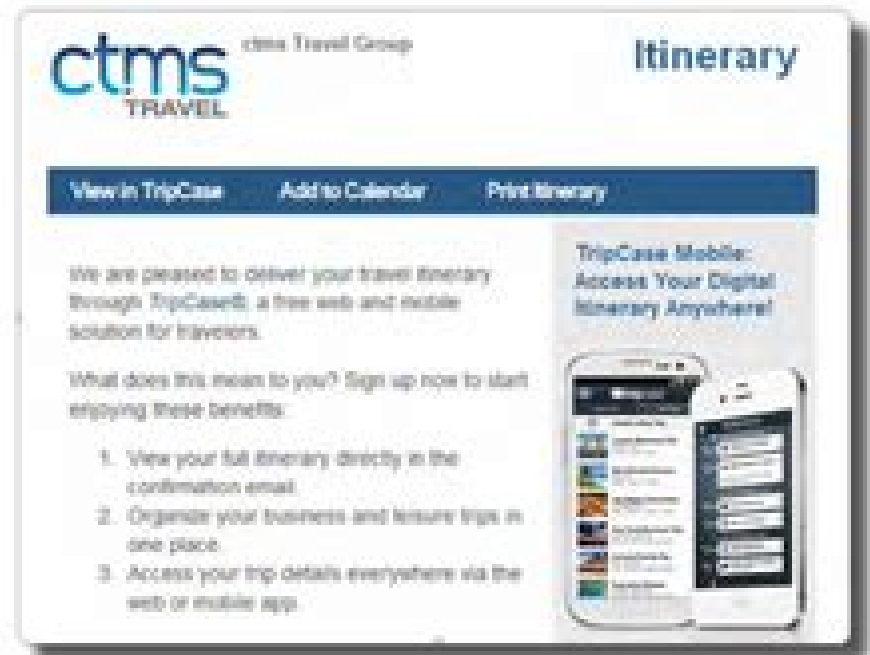 ctms
TRAVEL
ctms Travel Group
Itinerary
View in TripCase
Add to Calendar
Print Itinerary
We are pleased to deliver your travel itinerary
through TripCase®, a free web and mobile
solution for travelers.
What does this mean to you? Sign up now to start
enjoying these benefits:
1. View your full itinerary directly in the
confirmation email.
2. Organize your business and leisure trips in
one place.
3. Access your trip details everywhere via the
web or mobile app.
TripCase Mobile:
Access Your Digital
Itinerary Anywhere!